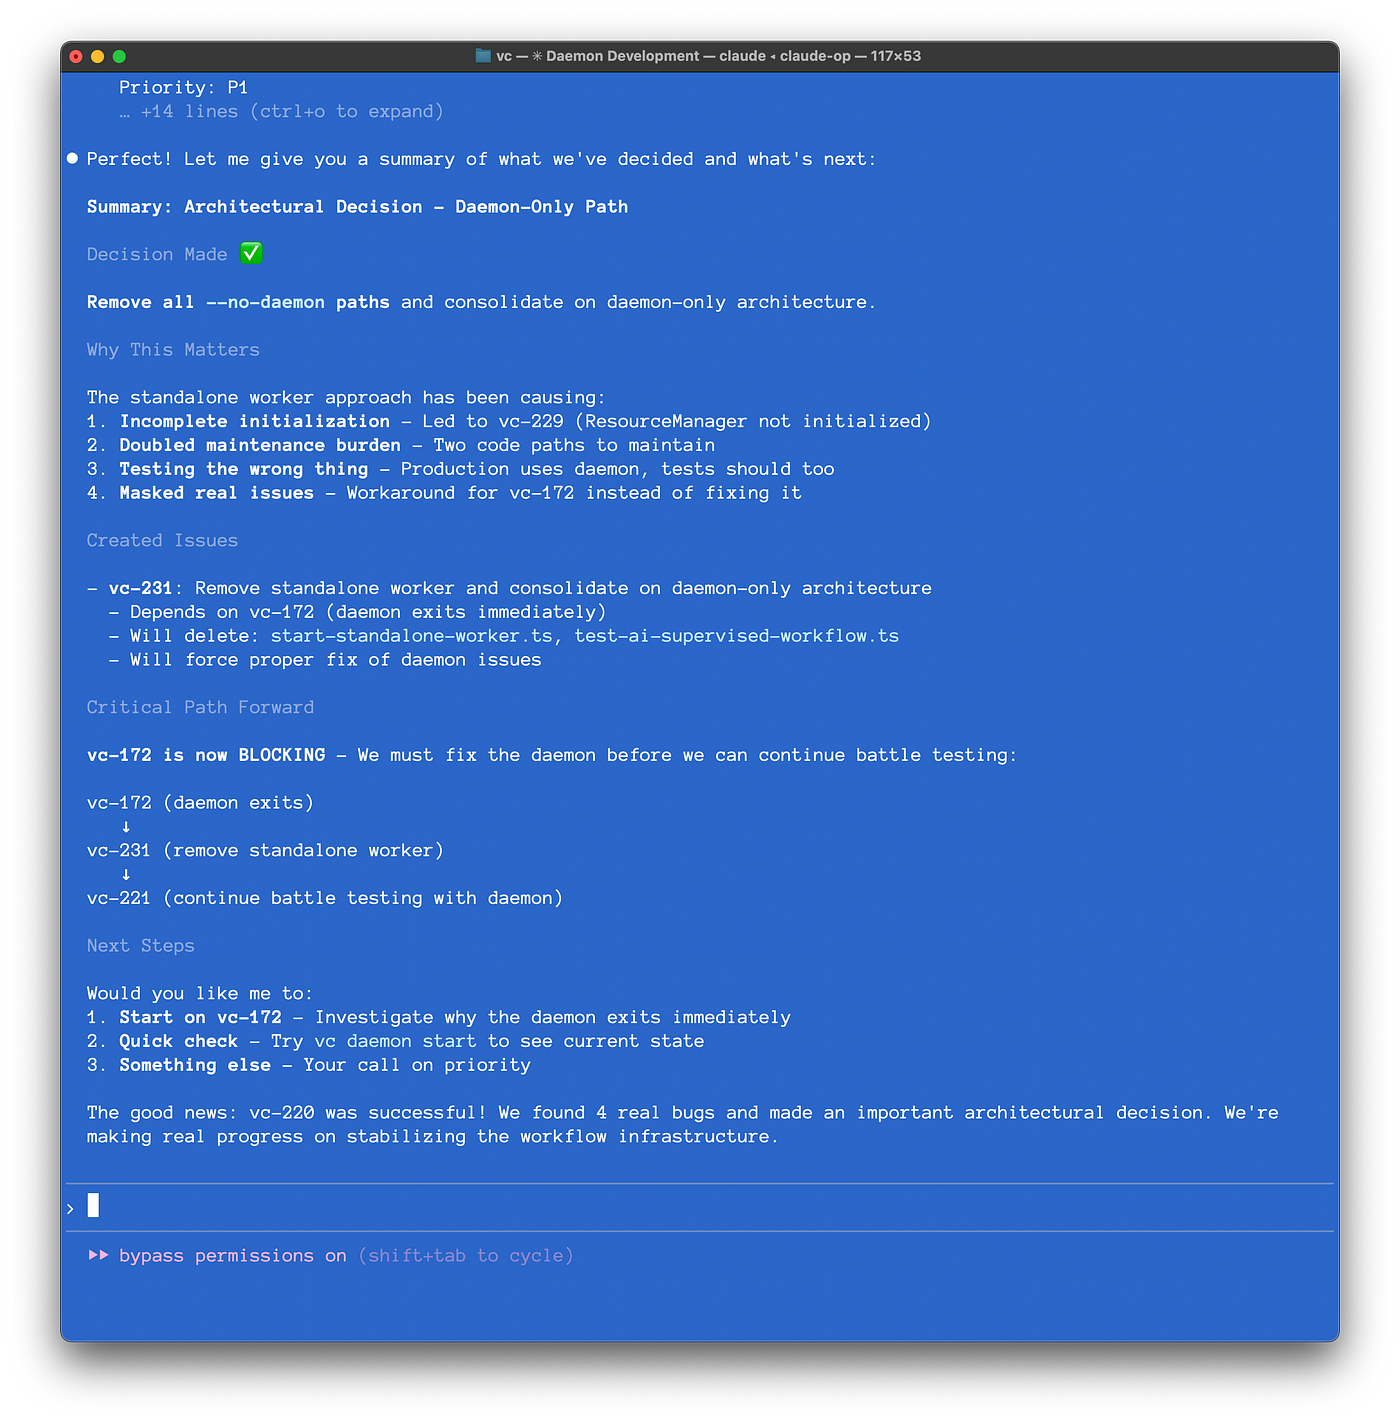 vc — ✳ Daemon Development — claude ◂ claude-op — 117×53
Priority: P1
… +14 lines (ctrl+o to expand)
● Perfect! Let me give you a summary of what we've decided and what's next:
Summary: Architectural Decision - Daemon-Only Path
Decision Made ✅
Remove all --no-daemon paths and consolidate on daemon-only architecture.
Why This Matters
The standalone worker approach has been causing:
1. Incomplete initialization - Led to vc-229 (ResourceManager not initialized)
2. Doubled maintenance burden - Two code paths to maintain
3. Testing the wrong thing - Production uses daemon, tests should too
4. Masked real issues - Workaround for vc-172 instead of fixing it
Created Issues
- vc-231: Remove standalone worker and consolidate on daemon-only architecture
- Depends on vc-172 (daemon exits immediately)
- Will delete: start-standalone-worker.ts, test-ai-supervised-workflow.ts
- Will force proper fix of daemon issues
Critical Path Forward
vc-172 is now BLOCKING - We must fix the daemon before we can continue battle testing:
vc-172 (daemon exits)
↓
vc-231 (remove standalone worker)
↓
vc-221 (continue battle testing with daemon)
Next Steps
Would you like me to:
1. Start on vc-172 - Investigate why the daemon exits immediately
2. Quick check - Try vc daemon start to see current state
3. Something else - Your call on priority
The good news: vc-220 was successful! We found 4 real bugs and made an important architectural decision. We're
making real progress on stabilizing the workflow infrastructure.
>
⏵⏵ bypass permissions on (shift+tab to cycle)